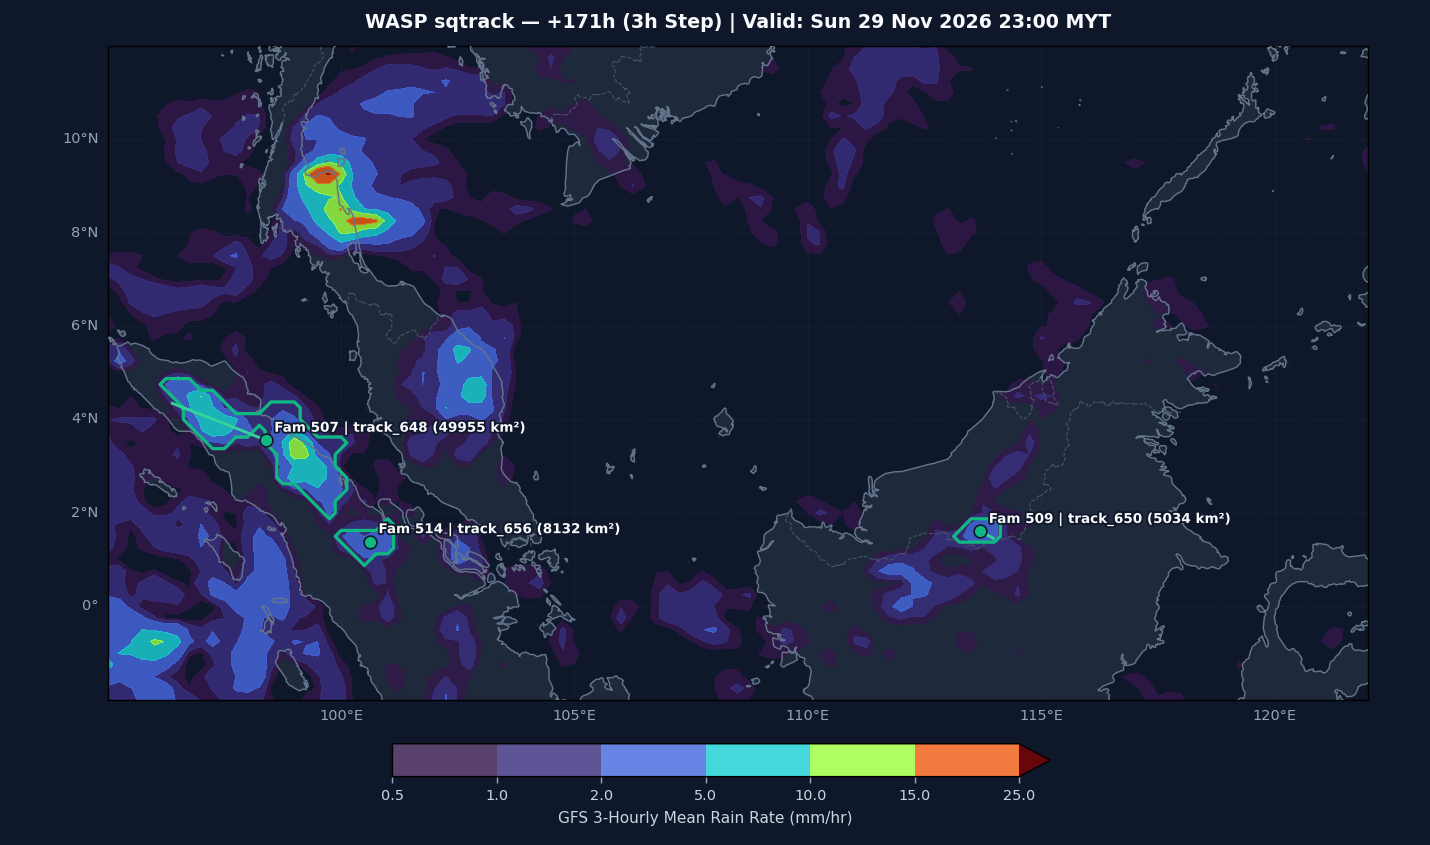 WASP sqtrack — +171h (3h Step) | Valid: Sun 29 Nov 2026 23:00 MYT
10°N
8°N
6°N
4°N
2°N
0°
Fam 507 | track_648 (49955 km²)
Fam 514 | track_656 (8132 km²)
Fam 509 | track_650 (5034 km²)
100°E 105°E 110°E 115°E 120°E
0.5 1.0 2.0 5.0 10.0 15.0 25.0
GFS 3-Hourly Mean Rain Rate (mm/hr)